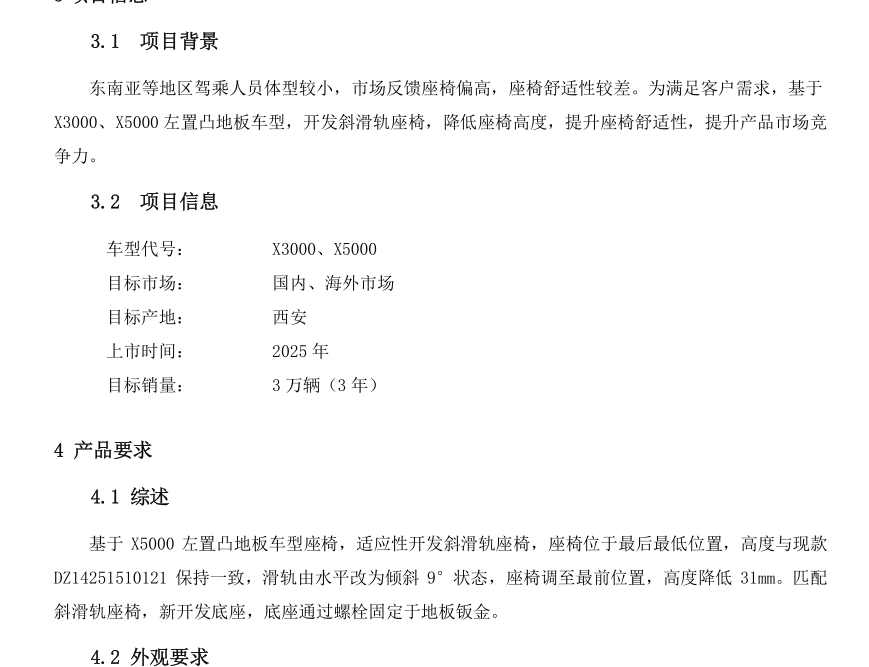 3 项目信息
3.1 项目背景
东南亚等地区驾乘人员体型较小，市场反馈座椅偏高，座椅舒适性较差。为满足客户需求，基于
X3000、X5000 左置凸地板车型，开发斜滑轨座椅，降低座椅高度，提升座椅舒适性，提升产品市场竞
争力。
3.2 项目信息
车型代号： X3000、X5000
目标市场： 国内、海外市场
目标产地： 西安
上市时间： 2025 年
目标销量： 3 万辆（3 年）
4 产品要求
4.1 综述
基于 X5000 左置凸地板车型座椅，适应性开发斜滑轨座椅，座椅位于最后最低位置，高度与现款
DZ14251510121 保持一致，滑轨由水平改为倾斜 9° 状态，座椅调至最前位置，高度降低 31mm。匹配
斜滑轨座椅，新开发底座，底座通过螺栓固定于地板钣金。
4.2 外观要求